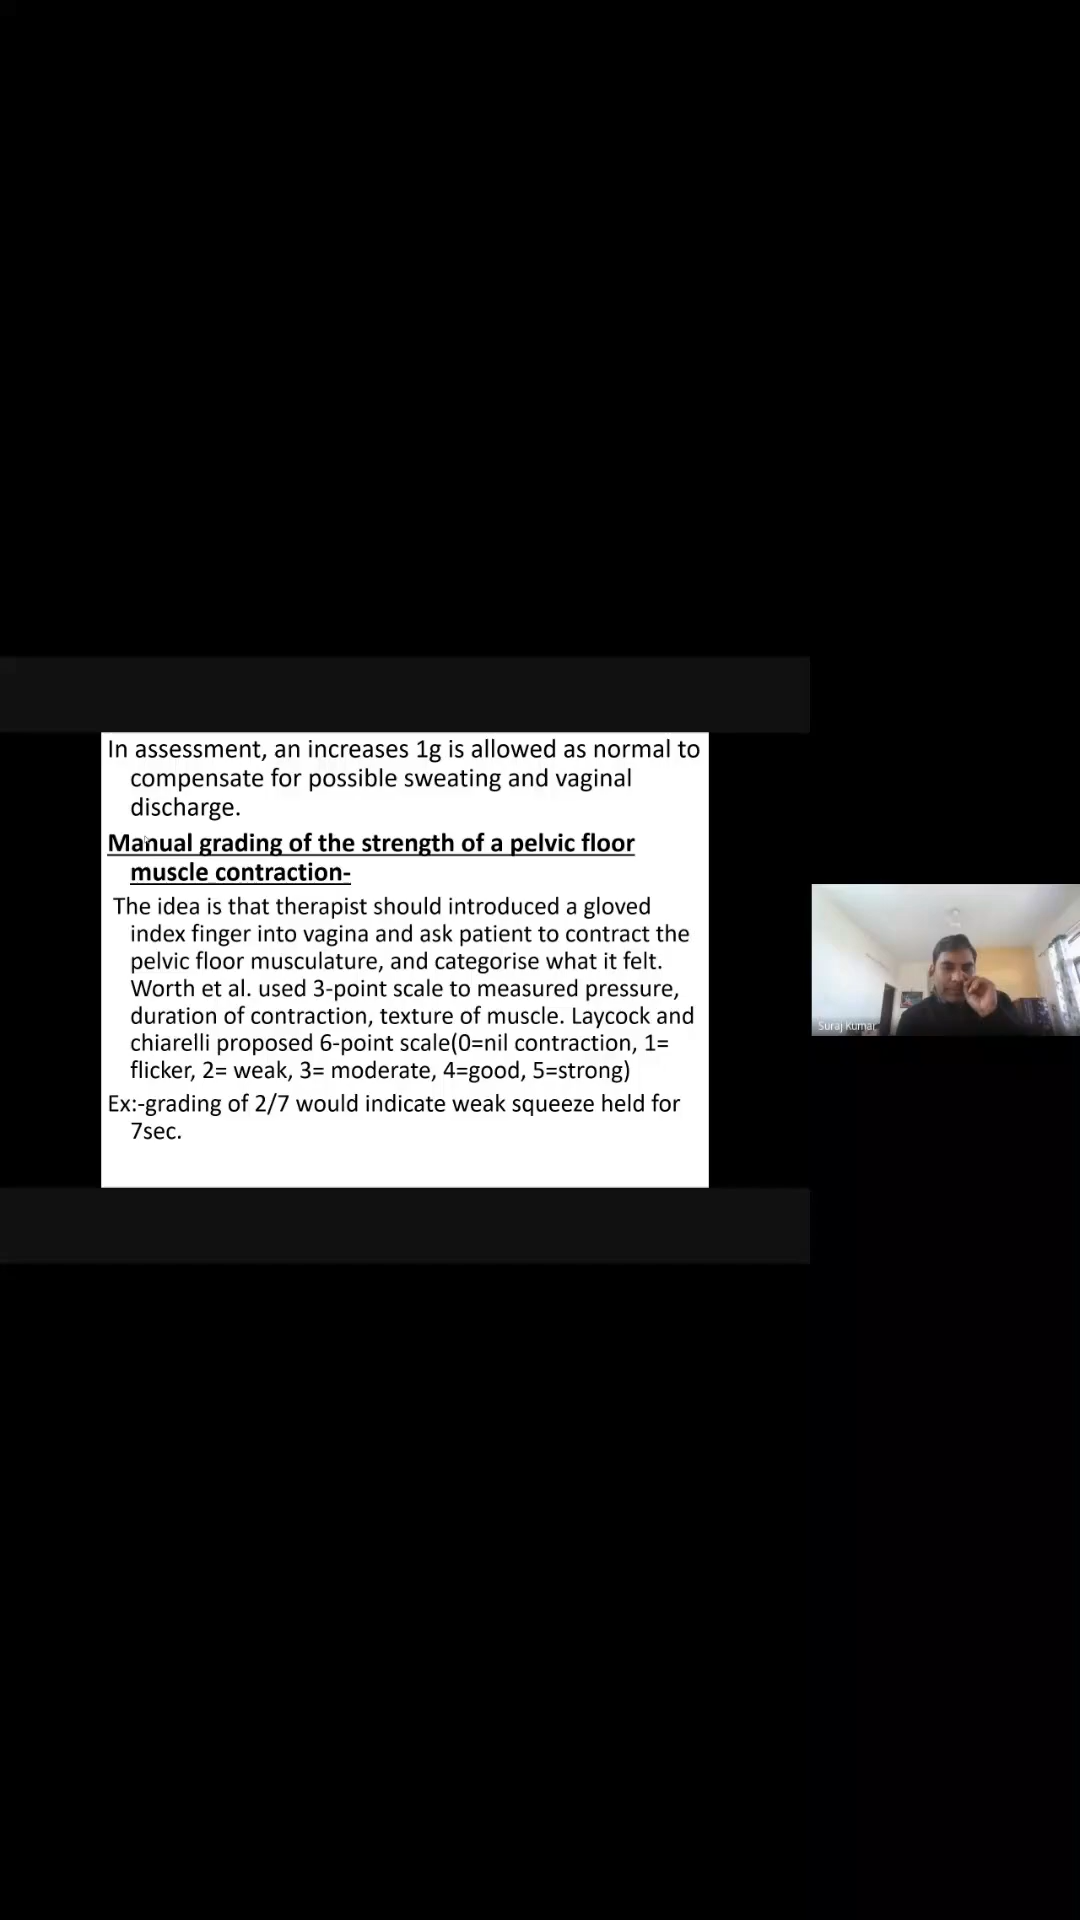 In assessment, an increases 1g is allowed as normal to
compensate for possible sweating and vaginal
discharge.
Manual grading of the strength of a pelvic floor
muscle contraction-
The idea is that therapist should introduced a gloved
index finger into vagina and ask patient to contract the
pelvic floor musculature, and categorise what it felt.
Worth et al. used 3-point scale to measured pressure,
duration of contraction, texture of muscle. Laycock and
chiarelli proposed 6-point scale(0=nil contraction, 1=
flicker, 2= weak, 3= moderate, 4=good, 5=strong)
Ex:-grading of 2/7 would indicate weak squeeze held for
7sec.
Suraj Kumar